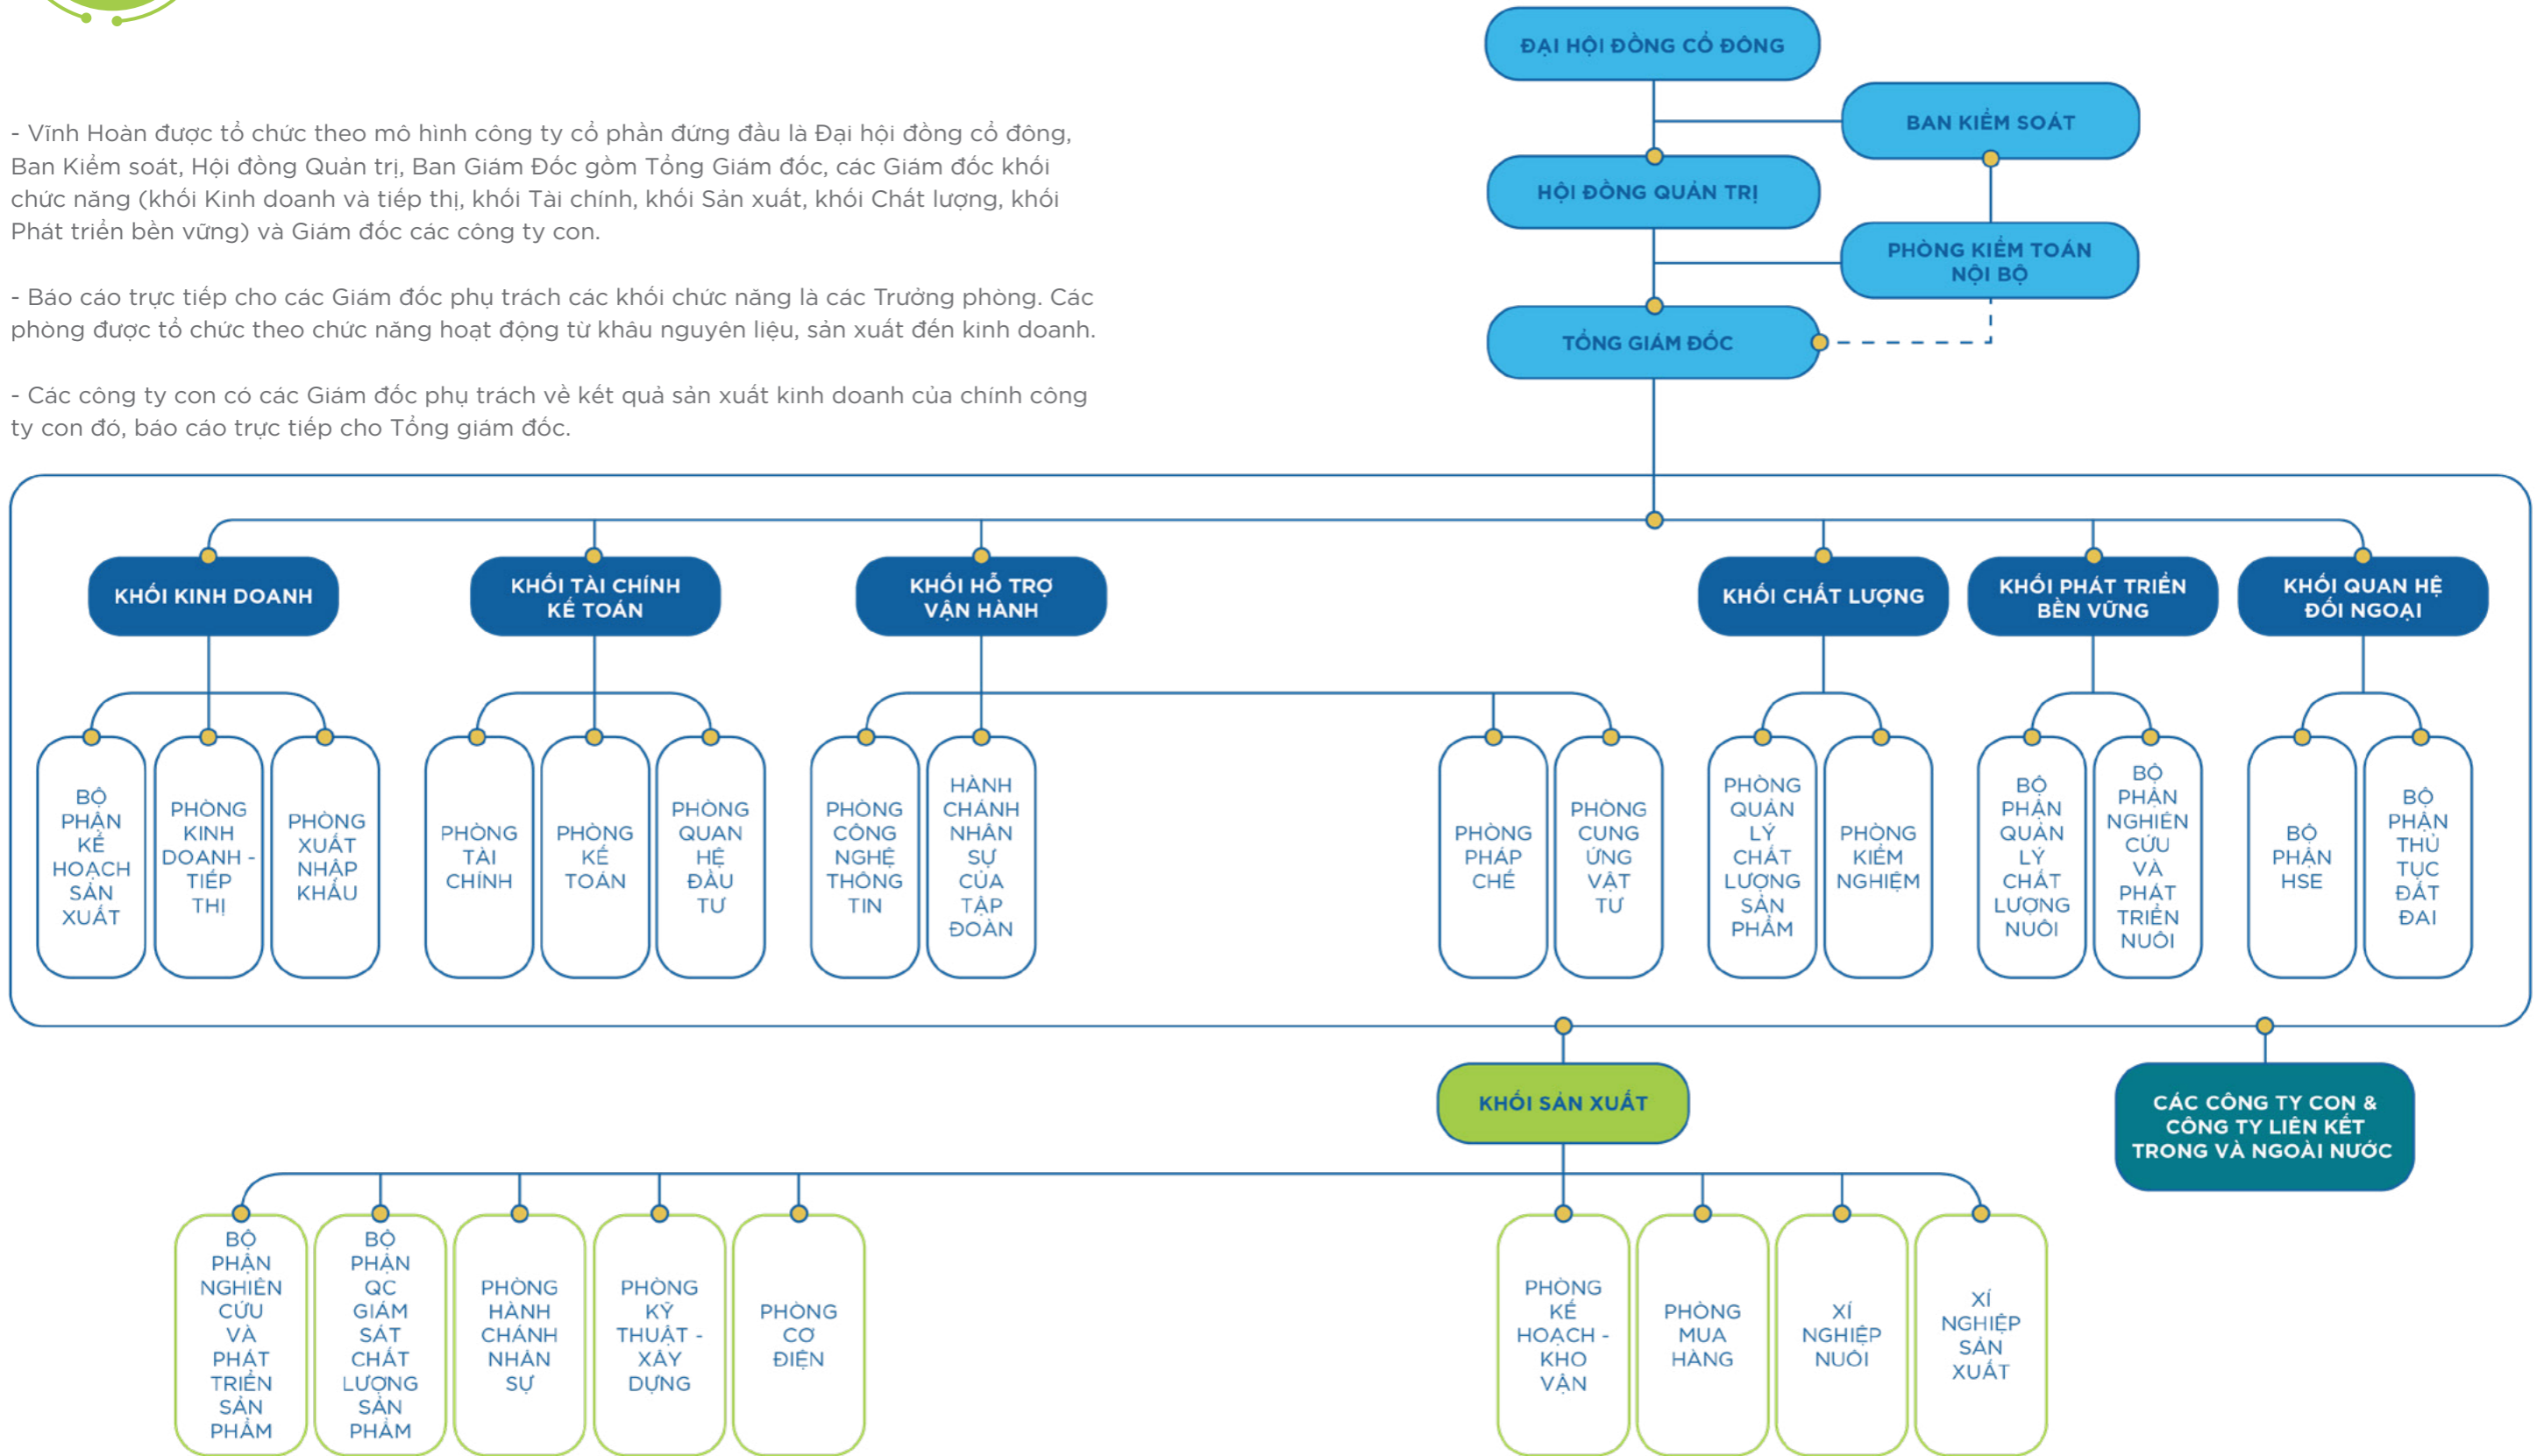 - Vĩnh Hoàn được tổ chức theo mô hình công ty cổ phần đứng đầu là Đại hội đồng cổ đông,
Ban Kiểm soát, Hội đồng Quản trị, Ban Giám Đốc gồm Tổng Giám đốc, các Giám đốc khối
chức năng (khối Kinh doanh và tiếp thị, khối Tài chính, khối Sản xuất, khối Chất lượng, khối
Phát triển bền vững) và Giám đốc các công ty con.
- Báo cáo trực tiếp cho các Giám đốc phụ trách các khối chức năng là các Trưởng phòng. Các
phòng được tổ chức theo chức năng hoạt động từ khâu nguyên liệu, sản xuất đến kinh doanh.
- Các công ty con có các Giám đốc phụ trách về kết quả sản xuất kinh doanh của chính công
ty con đó, báo cáo trực tiếp cho Tổng giám đốc.
ĐẠI HỘI ĐỒNG CỔ ĐÔNG
BAN KIỂM SOÁT
HỘI ĐỒNG QUẢN TRỊ
PHÒNG KIỂM TOÁN
NỘI BỘ
TỔNG GIÁM ĐỐC
KHỐI KINH DOANH
KHỐI TÀI CHÍNH
KẾ TOÁN
KHỐI HỖ TRỢ
VẬN HÀNH
KHỐI CHẤT LƯỢNG
KHỐI PHÁT TRIỂN
BỀN VỮNG
KHỐI QUAN HỆ
ĐỐI NGOẠI
BỘ
PHẬN
KẾ
HOẠCH
SẢN
XUẤT
PHÒNG
KINH
DOANH -
TIẾP
THỊ
PHÒNG
XUẤT
NHẬP
KHẨU
PHÒNG
TÀI
CHÍNH
PHÒNG
KẾ
TOÁN
PHÒNG
QUAN
HỆ
ĐẦU
TƯ
PHÒNG
CÔNG
NGHỆ
THÔNG
TIN
HÀNH
CHÁNH
NHÂN
SỰ
CỦA
TẬP
ĐOÀN
PHÒNG
PHÁP
CHẾ
PHÒNG
CUNG
ỨNG
VẬT
TƯ
PHÒNG
QUẢN
LÝ
CHẤT
LƯỢNG
SẢN
PHẨM
PHÒNG
KIỂM
NGHIỆM
BỘ
PHẬN
QUẢN
LÝ
CHẤT
LƯỢNG
NUÔI
BỘ
PHẬN
NGHIÊN
CỨU
VÀ
PHÁT
TRIỂN
NUÔI
BỘ
PHẬN
HSE
BỘ
PHẬN
THỦ
TỤC
ĐẤT
ĐAI
KHỐI SẢN XUẤT
CÁC CÔNG TY CON &
CÔNG TY LIÊN KẾT
TRONG VÀ NGOÀI NƯỚC
BỘ
PHẬN
NGHIÊN
CỨU
VÀ
PHÁT
TRIỂN
SẢN
PHẨM
BỘ
PHẬN
QC
GIÁM
SÁT
CHẤT
LƯỢNG
SẢN
PHẨM
PHÒNG
HÀNH
CHÁNH
NHÂN
SỰ
PHÒNG
KỸ
THUẬT -
XÂY
DỰNG
PHÒNG
CƠ
ĐIỆN
PHÒNG
KẾ
HOẠCH -
KHO
VẬN
PHÒNG
MUA
HÀNG
XÍ
NGHIỆP
NUÔI
XÍ
NGHIỆP
SẢN
XUẤT